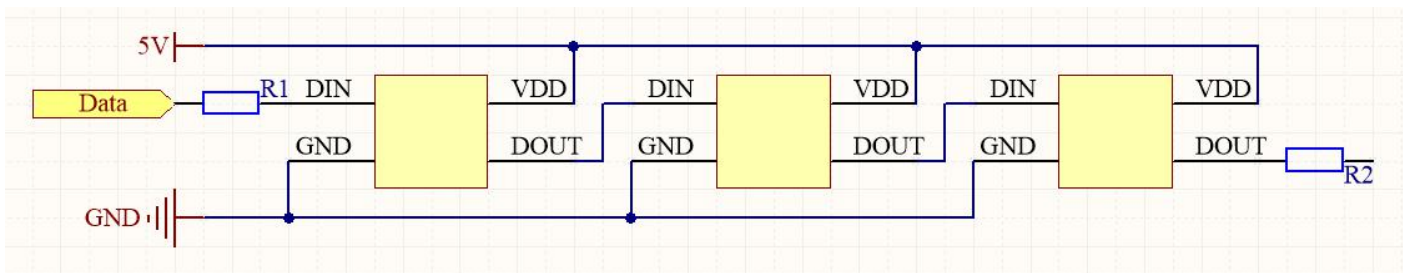 5V
Data R1 DIN VDD DIN VDD DIN VDD
GND DOUT GND DOUT GND DOUT R2
GND